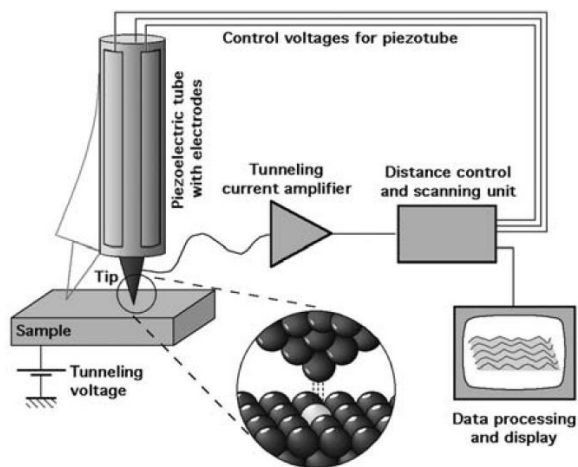 Control voltages for piezotube
Piezoelectric tube
with electrodes
Tunneling
current amplifier
Distance control
and scanning unit
Tip
Sample
Tunneling
voltage
Data processing
and display